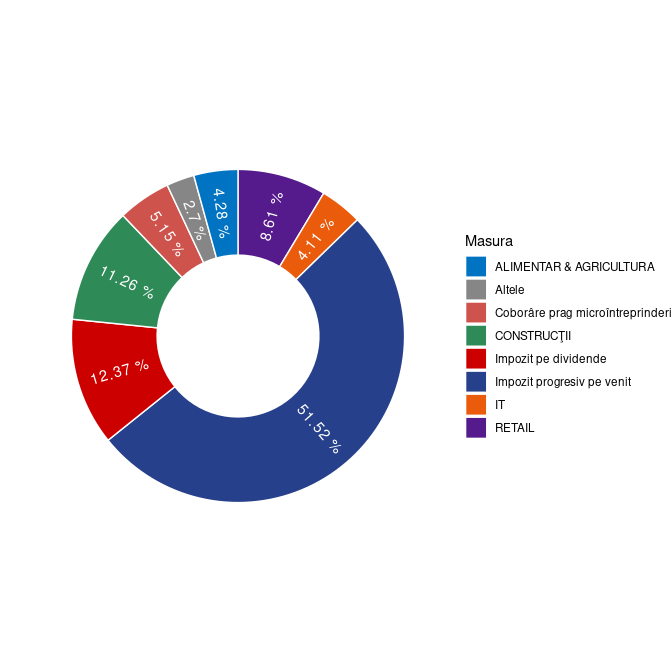 4.28 %
8.61 %
2.7 %
5.15 %
4.11 %
11.26 %
12.37 %
51.52 %
Masura
ALIMENTAR & AGRICULTURA
Altele
Coborâre prag microîntreprinderi
CONSTRUCŢII
Impozit pe dividende
Impozit progresiv pe venit
IT
RETAIL